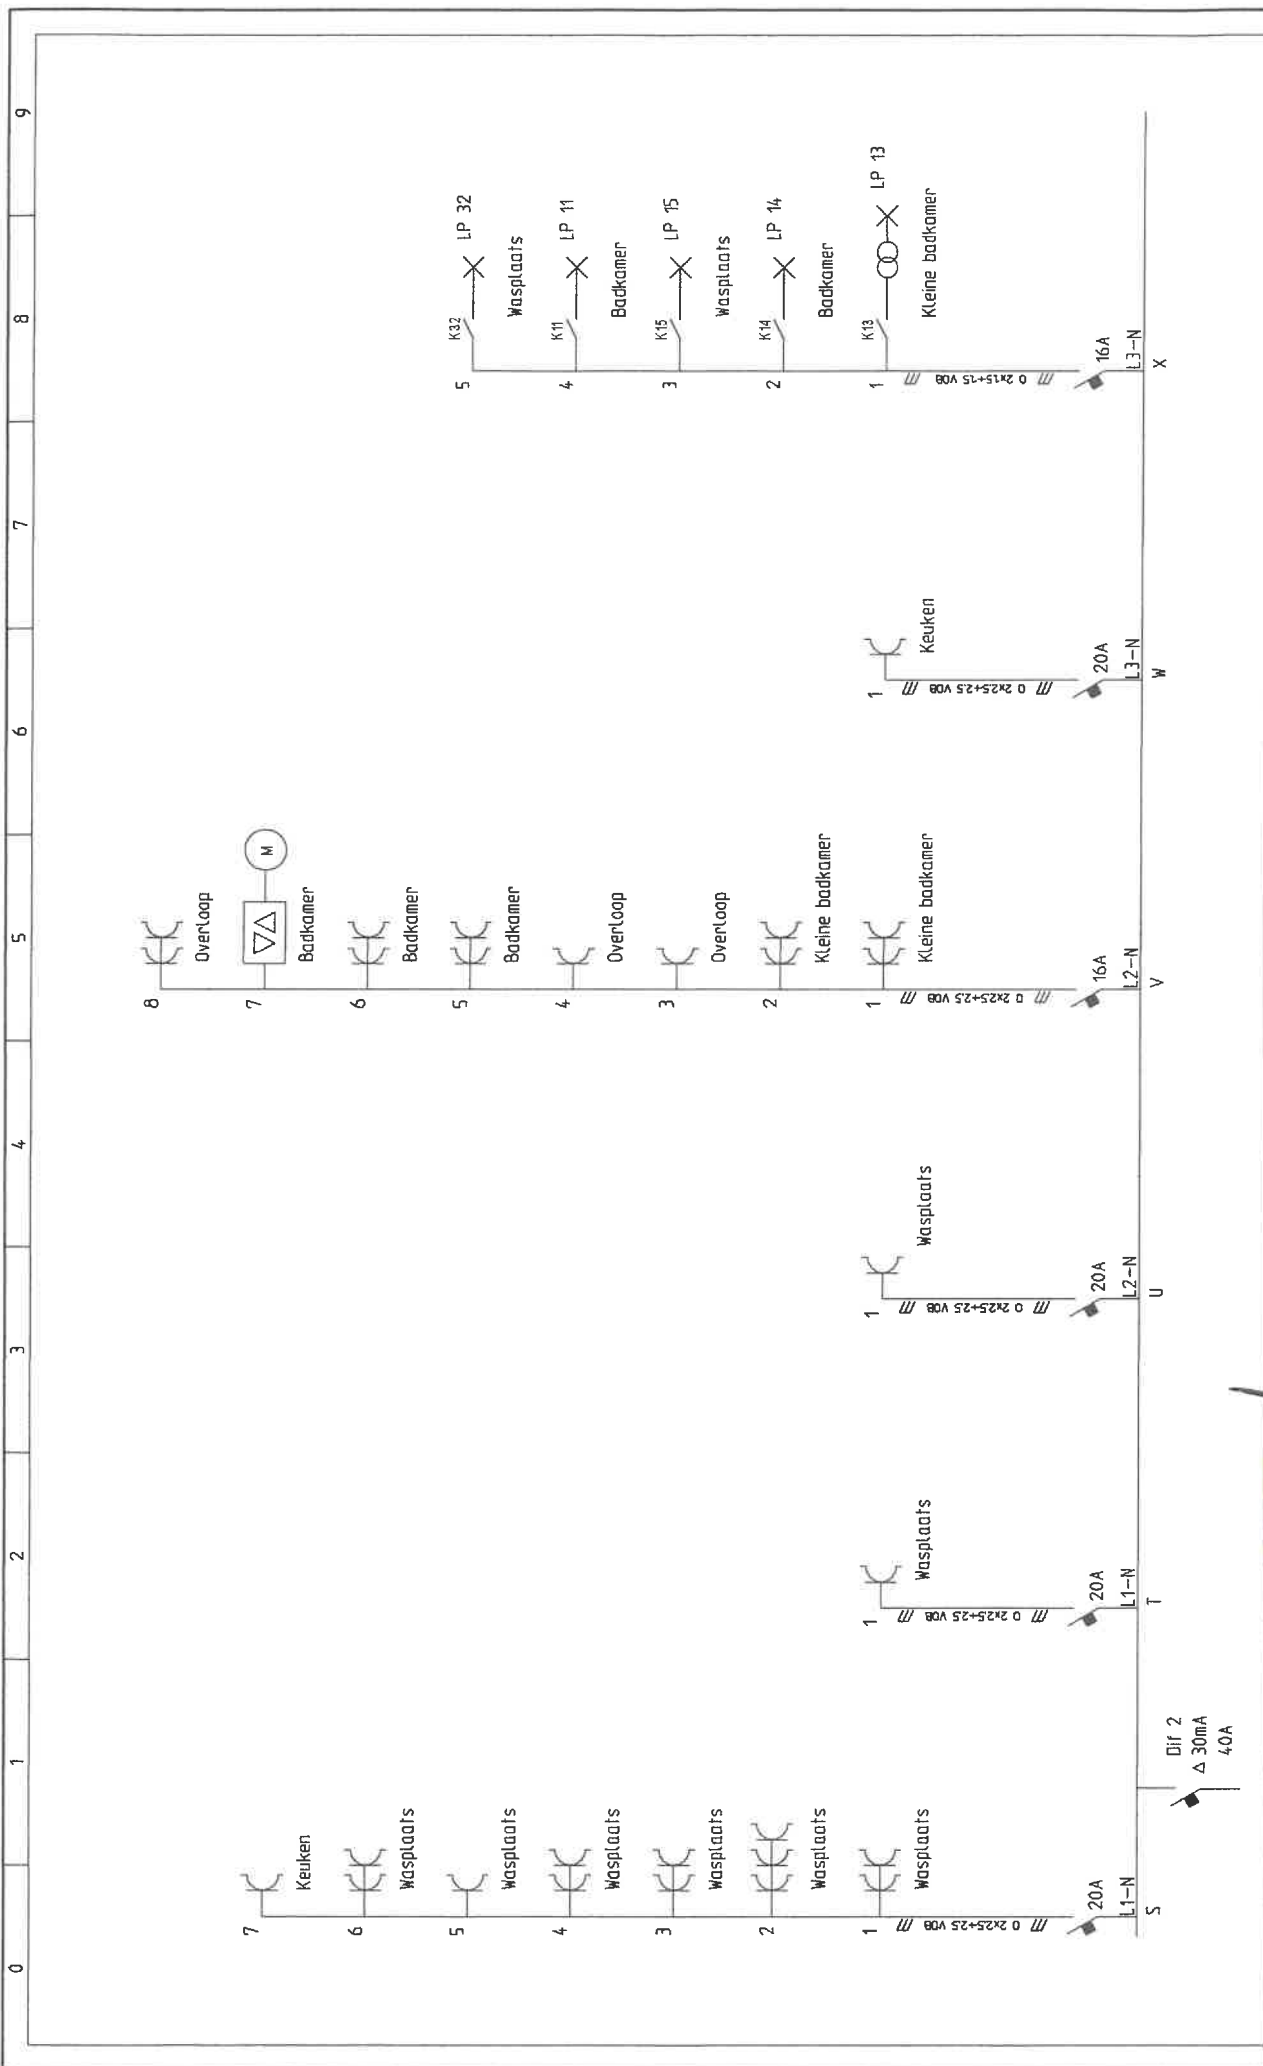 0 1 2 3 4 5 6 7 8 9
7 Keuken
6 Wasplaats
5 Wasplaats
4 Wasplaats
3 Wasplaats
2 Wasplaats
1 Wasplaats
O 2x2.5+2.5 VOB
20A
L1-N
S
Dif 2
Δ 30mA
40A
1 Wasplaats
O 2x2.5+2.5 VOB
20A
L1-N
T
1 Wasplaats
O 2x2.5+2.5 VOB
20A
L2-N
U
8 Overloop
7 M
Badkamer
6 Badkamer
5 Badkamer
4 Overloop
3 Overloop
2 Kleine badkamer
1 Kleine badkamer
O 2x2.5+2.5 VOB
16A
L2-N
V
1 Keuken
O 2x2.5+2.5 VOB
20A
L3-N
W
5 K32 LP 32
Wasplaats
4 K11 LP 11
Badkamer
3 K15 LP 15
Wasplaats
2 K14 LP 14
Badkamer
1 K13 LP 13
Kleine badkamer
O 2x1.5+1.5 VOB
16A
L3-N
X